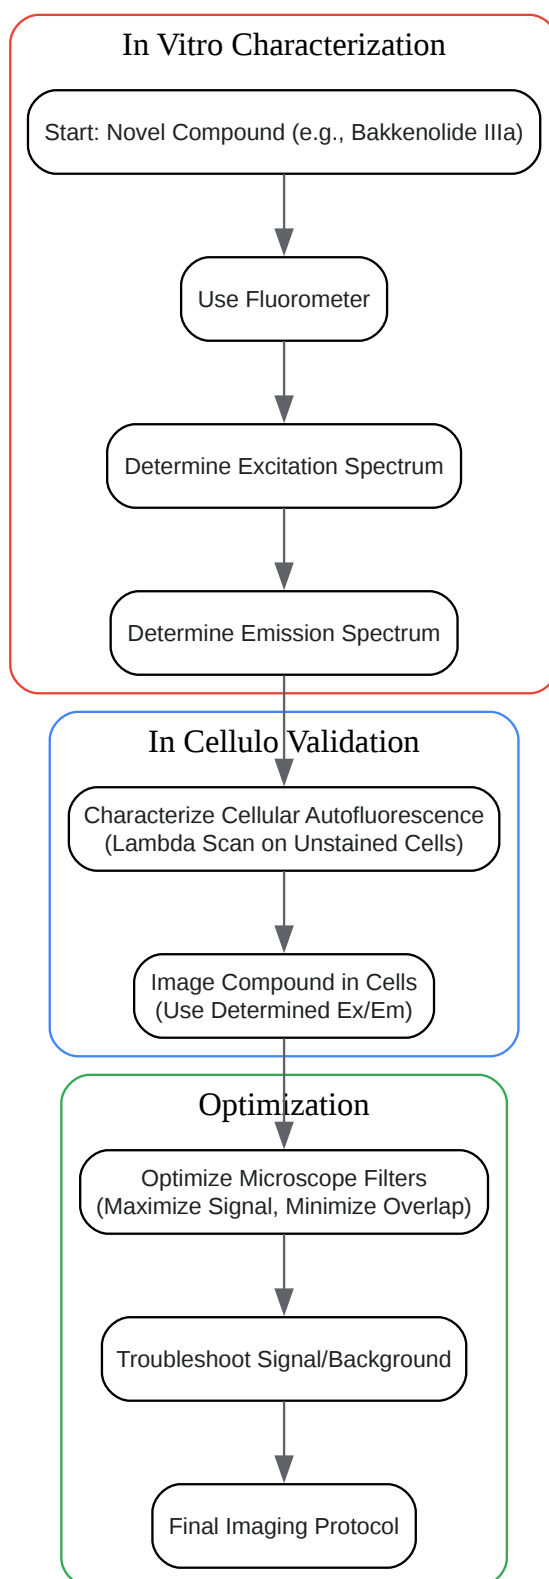 In Vitro Characterization
Start: Novel Compound (e.g., Bakkenolide IIIa)
Use Fluorometer
Determine Excitation Spectrum
Determine Emission Spectrum
In Cellulo Validation
Characterize Cellular Autofluorescence
(Lambda Scan on Unstained Cells)
Image Compound in Cells
(Use Determined Ex/Em)
Optimization
Optimize Microscope Filters
(Maximize Signal, Minimize Overlap)
Troubleshoot Signal/Background
Final Imaging Protocol